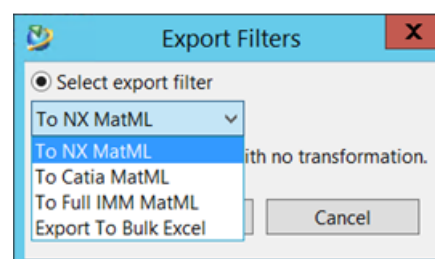 Export Filters
X
Select export filter
To NX MatML
To NX MatML
ith no transformation.
To Catia MatML
To Full IMM MatML
Export To Bulk Excel
Cancel